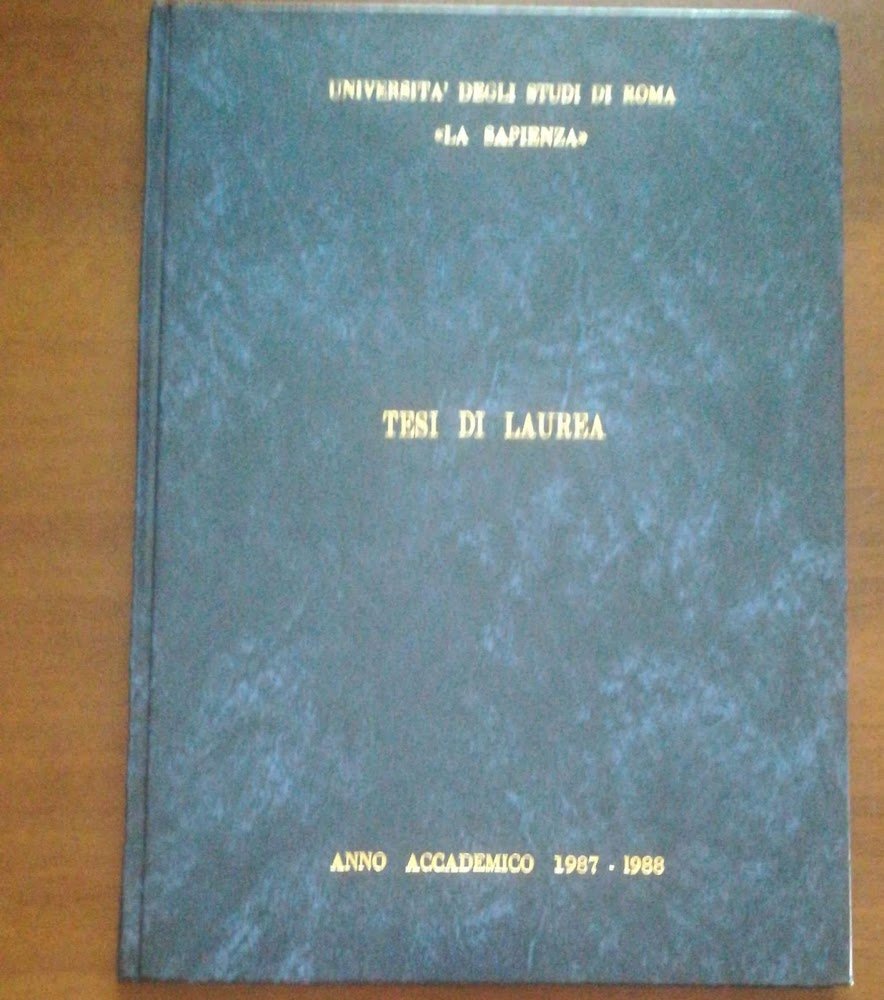 UNIVERSITA' DEGLI STUDI DI ROMA
«LA SAPIENZA»
TESI DI LAUREA
ANNO ACCADEMICO 1987 - 1988